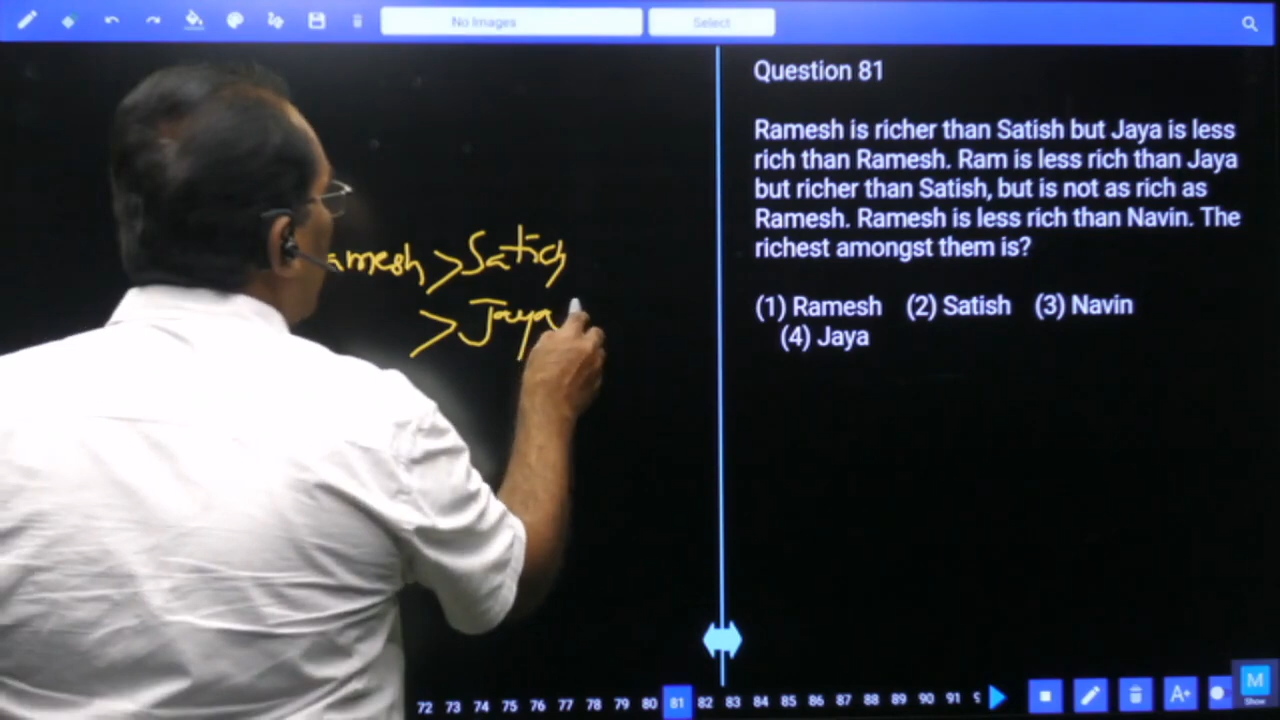 No Images
Select
Question 81
Ramesh is richer than Satish but Jaya is less
rich than Ramesh. Ram is less rich than Jaya
but richer than Satish, but is not as rich as
Ramesh. Ramesh is less rich than Navin. The
richest amongst them is?
(1) Ramesh (2) Satish (3) Navin
(4) Jaya
amesh > Satish
> Jaya
72 73 74 75 76 77 78 79 80 81 82 83 84 85 86 87 88 89 90 91 9
A+
M
Show